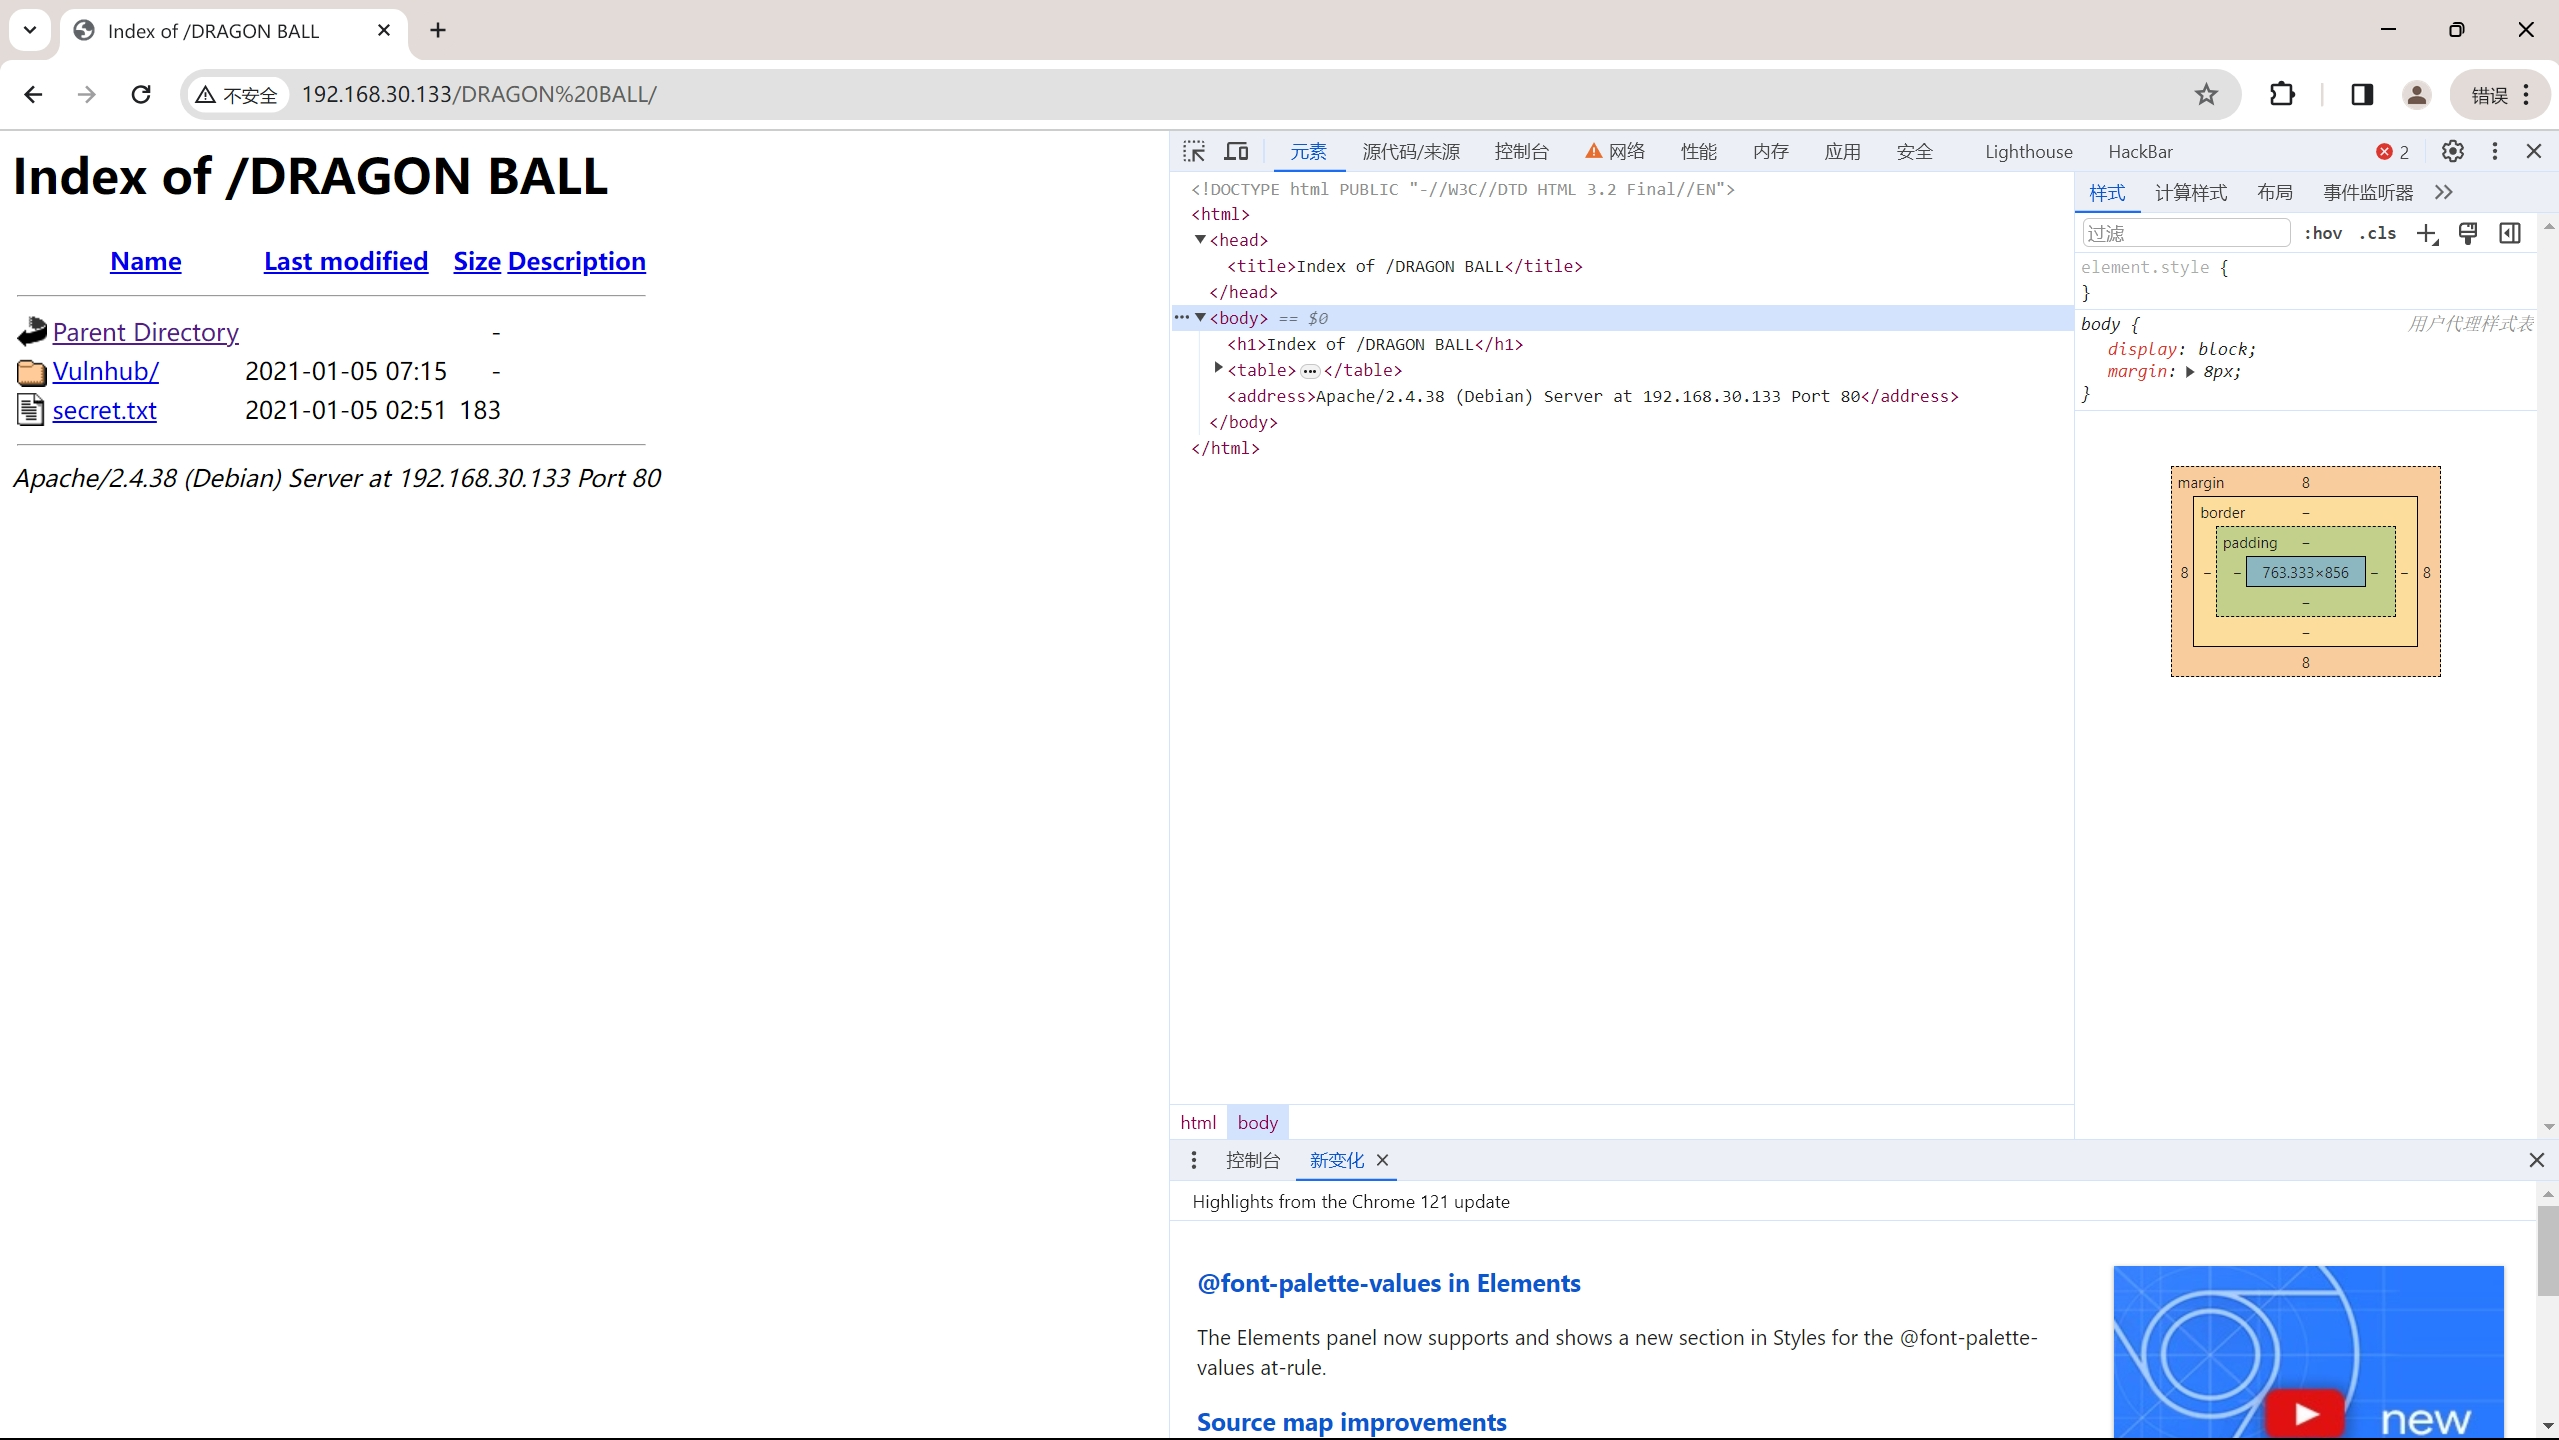 Index of /DRAGON BALL
不安全
192.168.30.133/DRAGON%20BALL/
错误
Index of /DRAGON BALL
Name Last modified Size Description
Parent Directory -
Vulnhub/ 2021-01-05 07:15 -
secret.txt 2021-01-05 02:51 183
Apache/2.4.38 (Debian) Server at 192.168.30.133 Port 80
元素 源代码/来源 控制台 网络 性能 内存 应用 安全 Lighthouse HackBar 2
<!DOCTYPE html PUBLIC "-//W3C//DTD HTML 3.2 Final//EN">
<html>
<head>
<title>Index of /DRAGON BALL</title>
</head>
<body> == $0
<h1>Index of /DRAGON BALL</h1>
<table>…</table>
<address>Apache/2.4.38 (Debian) Server at 192.168.30.133 Port 80</address>
</body>
</html>
html body
样式 计算样式 布局 事件监听器
过滤 :hov .cls
element.style {
}
body { 用户代理样式表
display: block;
margin: 8px;
}
margin 8
border –
padding –
8 – – 763.333×856 – – 8
–
–
8
控制台 新变化
Highlights from the Chrome 121 update
@font-palette-values in Elements
The Elements panel now supports and shows a new section in Styles for the @font-palette-
values at-rule.
Source map improvements
new